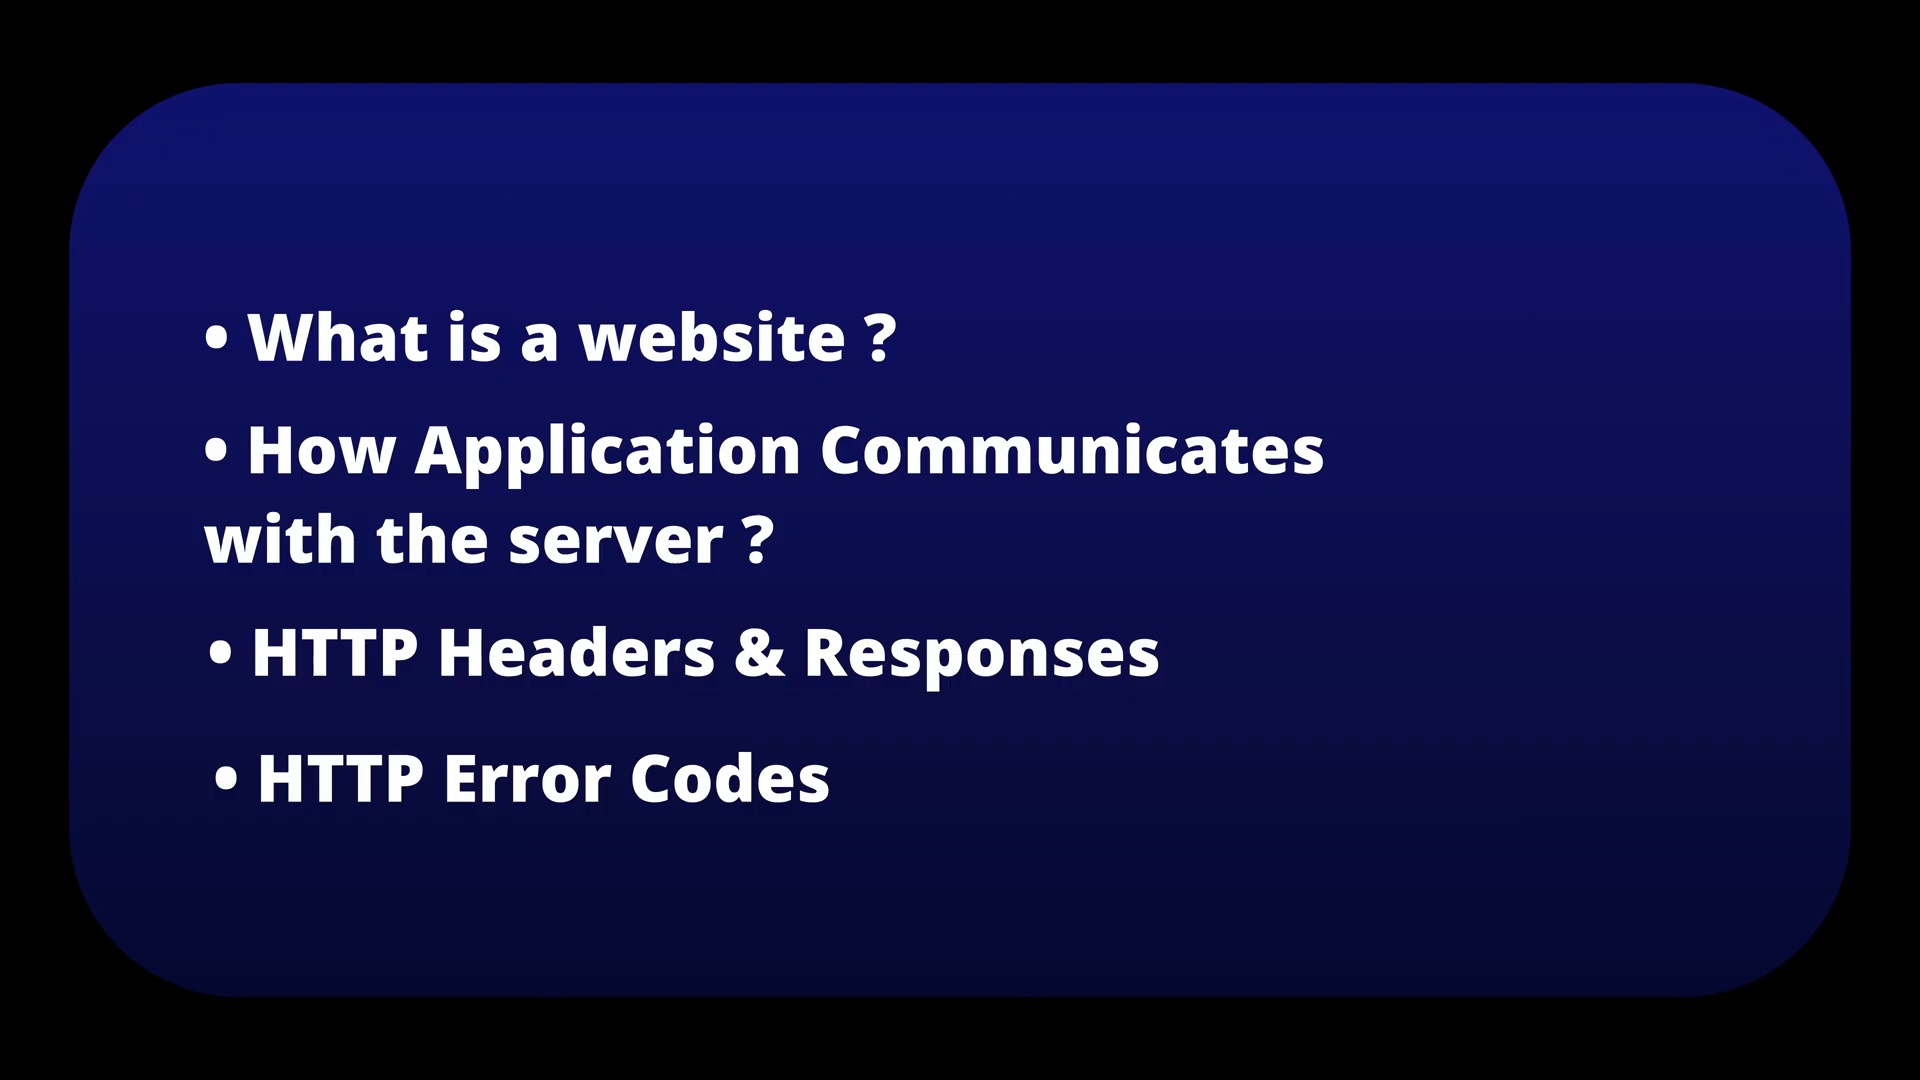 • What is a website ?
• How Application Communicates
with the server ?
• HTTP Headers & Responses
• HTTP Error Codes